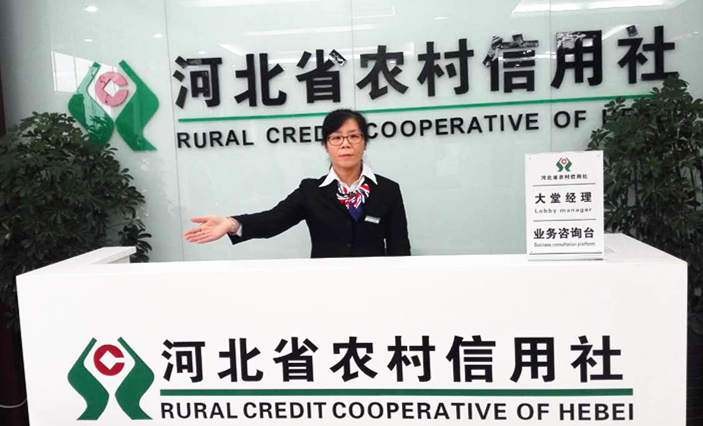 河北省农村信用社
RURAL CREDIT COOPERATIVE OF HEBEI
河北省农村信用社
大堂经理
Lobby manager
业务咨询台
Business consultation platform
河北省农村信用社
RURAL CREDIT COOPERATIVE OF HEBEI